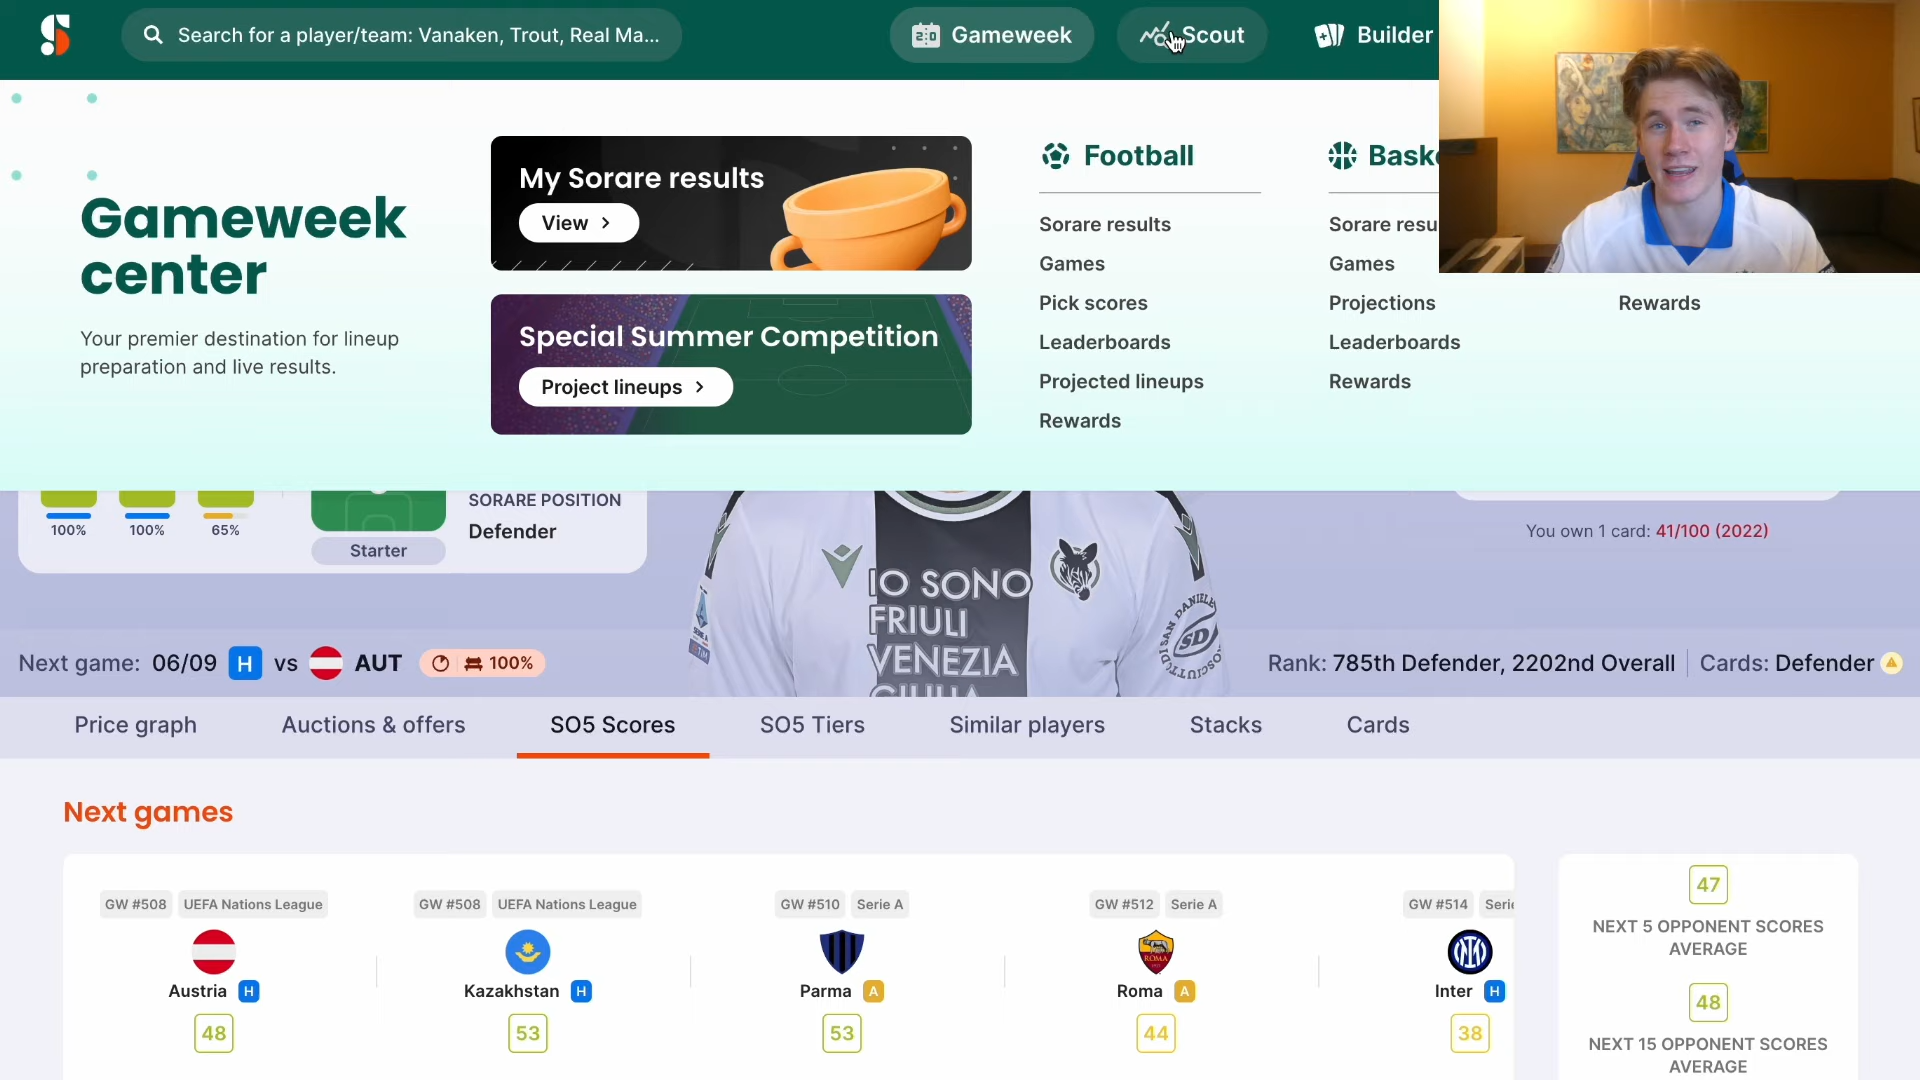 Search for a player/team: Vanaken, Trout, Real Ma...
Gameweek
Scout
Builder
Gameweek
center
Your premier destination for lineup
preparation and live results.
My Sorare results
View
Special Summer Competition
Project lineups
Football
Sorare results
Games
Pick scores
Leaderboards
Projected lineups
Rewards
Baske
Sorare resu
Games
Projections
Leaderboards
Rewards
Rewards
100%
100%
65%
Starter
SORARE POSITION
Defender
You own 1 card: 41/100 (2022)
IO SONO
FRIULI
VENEZIA
GIULIA
SAN DANIELE
SD
Next game: 06/09 H vs AUT 100%
Rank: 785th Defender, 2202nd Overall
Cards: Defender
Price graph
Auctions & offers
SO5 Scores
SO5 Tiers
Similar players
Stacks
Cards
Next games
GW #508 UEFA Nations League
Austria H
48
GW #508 UEFA Nations League
Kazakhstan H
53
GW #510 Serie A
Parma A
53
GW #512 Serie A
ROMA
Roma A
44
GW #514 Serie
Inter H
38
47
NEXT 5 OPPONENT SCORES
AVERAGE
48
NEXT 15 OPPONENT SCORES
AVERAGE